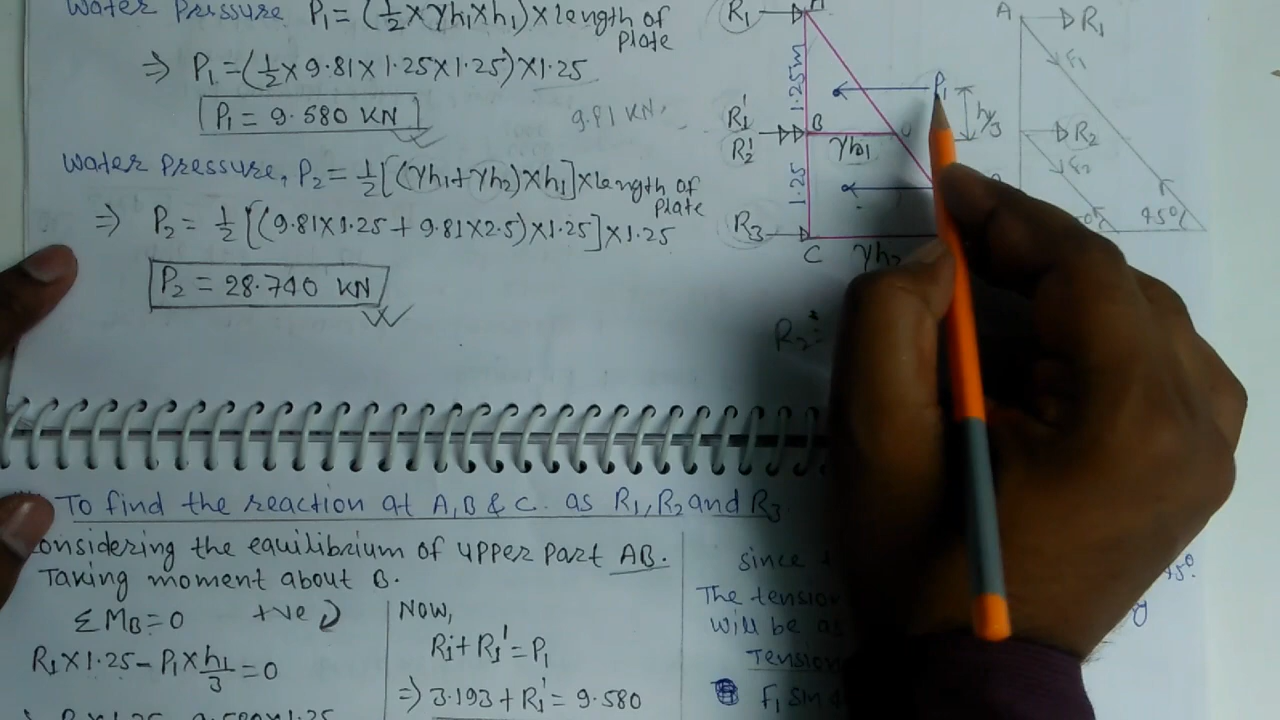 Water Pressure P₁ = (½ × γh₁ × h₁) × length of plate
⇒ P₁ = (½ × 9.81 × 1.25 × 1.25) × 1.25
P₁ = 9.580 KN
9.81 KN
Water Pressure, P₂ = ½[(γh₁ + γh₂) × h₁] × length of plate
⇒ P₂ = ½[(9.81×1.25 + 9.81×2.5) × 1.25] × 1.25
P₂ = 28.740 KN
R₁
A
1.25m
P₁
h/3
R₁'
R₂'
B
γh₁
1.25
R₃
C
γh₂
R₂
A
R₁
F₁
R₂
F₂
45°
To find the reaction at A, B & C. as R₁, R₂ and R₃
considering the equilibrium of upper part AB.
Taking moment about B.
ΣM_B = 0 +ve
R₁ × 1.25 - P₁ × h₁/3 = 0
NOW,
R₁ + R₁' = P₁
⇒ 3.193 + R₁' = 9.580
since
The tension
will be as
Tension
F₁ sin